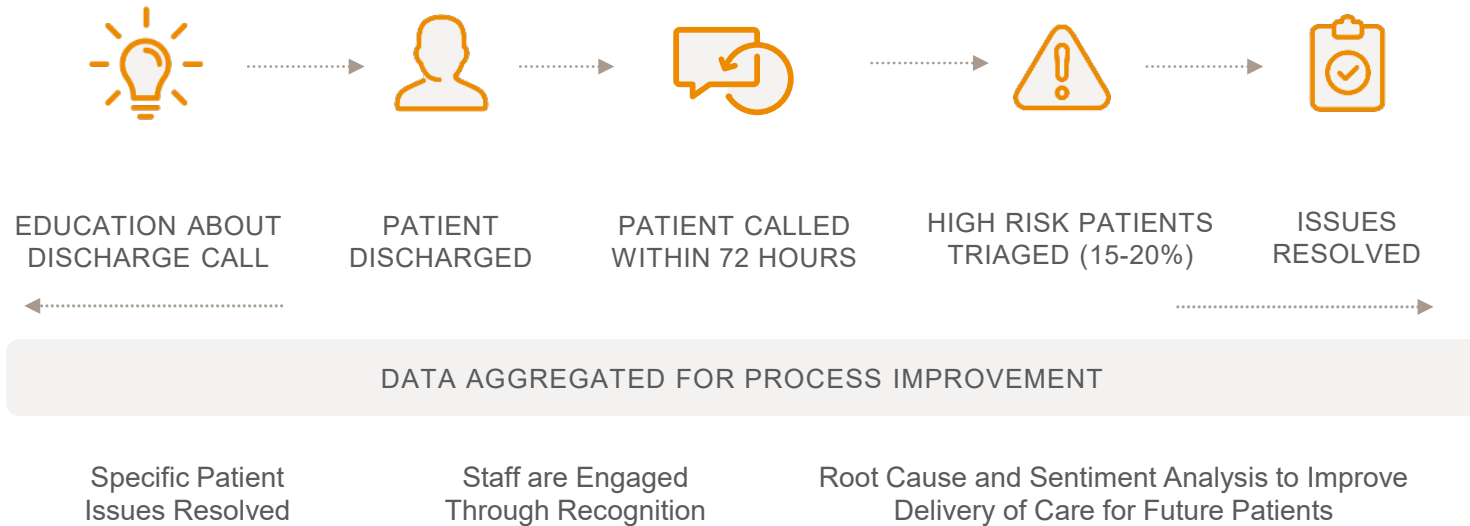 EDUCATION ABOUT
DISCHARGE CALL
PATIENT
DISCHARGED
PATIENT CALLED
WITHIN 72 HOURS
HIGH RISK PATIENTS
TRIAGED (15-20%)
ISSUES
RESOLVED
DATA AGGREGATED FOR PROCESS IMPROVEMENT
Specific Patient
Issues Resolved
Staff are Engaged
Through Recognition
Root Cause and Sentiment Analysis to Improve
Delivery of Care for Future Patients